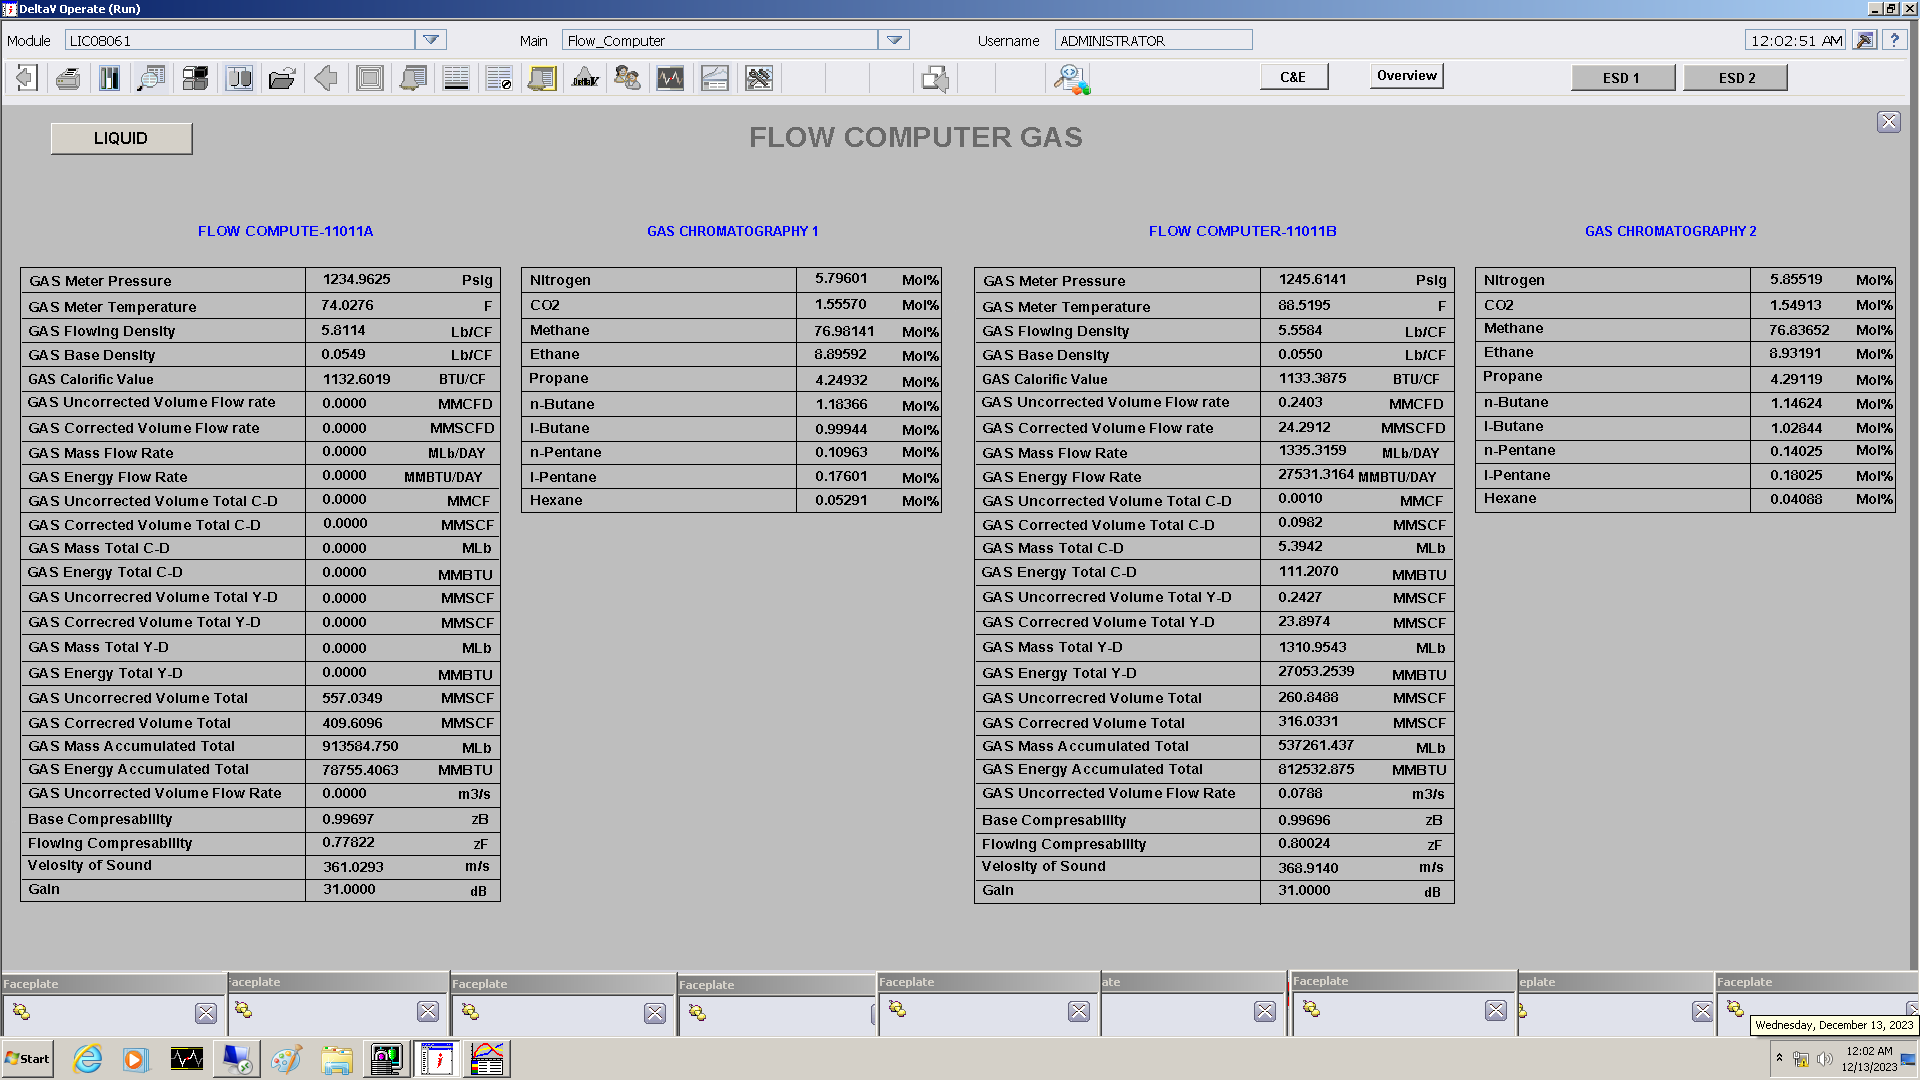 DeltaV Operate (Run)
Module LIC08061 Main Flow_Computer Username ADMINISTRATOR 12:02:51 AM
C&E Overview ESD 1 ESD 2
LIQUID
FLOW COMPUTER GAS
FLOW COMPUTE-11011A
GAS Meter Pressure 1234.9625 Psig
GAS Meter Temperature 74.0276 F
GAS Flowing Density 5.8114 Lb/CF
GAS Base Density 0.0549 Lb/CF
GAS Calorific Value 1132.6019 BTU/CF
GAS Uncorrected Volume Flow rate 0.0000 MMCFD
GAS Corrected Volume Flow rate 0.0000 MMSCFD
GAS Mass Flow Rate 0.0000 MLb/DAY
GAS Energy Flow Rate 0.0000 MMBTU/DAY
GAS Uncorrected Volume Total C-D 0.0000 MMCF
GAS Corrected Volume Total C-D 0.0000 MMSCF
GAS Mass Total C-D 0.0000 MLb
GAS Energy Total C-D 0.0000 MMBTU
GAS Uncorrecred Volume Total Y-D 0.0000 MMSCF
GAS Correcred Volume Total Y-D 0.0000 MMSCF
GAS Mass Total Y-D 0.0000 MLb
GAS Energy Total Y-D 0.0000 MMBTU
GAS Uncorrecred Volume Total 557.0349 MMSCF
GAS Correcred Volume Total 409.6096 MMSCF
GAS Mass Accumulated Total 913584.750 MLb
GAS Energy Accumulated Total 78755.4063 MMBTU
GAS Uncorrected Volume Flow Rate 0.0000 m3/s
Base Compresability 0.99697 zB
Flowing Compresability 0.77822 zF
Velosity of Sound 361.0293 m/s
Gain 31.0000 dB
GAS CHROMATOGRAPHY 1
Nitrogen 5.79601 Mol%
CO2 1.55570 Mol%
Methane 76.98141 Mol%
Ethane 8.89592 Mol%
Propane 4.24932 Mol%
n-Butane 1.18366 Mol%
I-Butane 0.99944 Mol%
n-Pentane 0.10963 Mol%
I-Pentane 0.17601 Mol%
Hexane 0.05291 Mol%
FLOW COMPUTER-11011B
GAS Meter Pressure 1245.6141 Psig
GAS Meter Temperature 88.5195 F
GAS Flowing Density 5.5584 Lb/CF
GAS Base Density 0.0550 Lb/CF
GAS Calorific Value 1133.3875 BTU/CF
GAS Uncorrected Volume Flow rate 0.2403 MMCFD
GAS Corrected Volume Flow rate 24.2912 MMSCFD
GAS Mass Flow Rate 1335.3159 MLb/DAY
GAS Energy Flow Rate 27531.3164 MMBTU/DAY
GAS Uncorrected Volume Total C-D 0.0010 MMCF
GAS Corrected Volume Total C-D 0.0982 MMSCF
GAS Mass Total C-D 5.3942 MLb
GAS Energy Total C-D 111.2070 MMBTU
GAS Uncorrecred Volume Total Y-D 0.2427 MMSCF
GAS Correcred Volume Total Y-D 23.8974 MMSCF
GAS Mass Total Y-D 1310.9543 MLb
GAS Energy Total Y-D 27053.2539 MMBTU
GAS Uncorrecred Volume Total 260.8488 MMSCF
GAS Correcred Volume Total 316.0331 MMSCF
GAS Mass Accumulated Total 537261.437 MLb
GAS Energy Accumulated Total 812532.875 MMBTU
GAS Uncorrected Volume Flow Rate 0.0788 m3/s
Base Compresability 0.99696 zB
Flowing Compresability 0.80024 zF
Velosity of Sound 368.9140 m/s
Gain 31.0000 dB
GAS CHROMATOGRAPHY 2
Nitrogen 5.85519 Mol%
CO2 1.54913 Mol%
Methane 76.83652 Mol%
Ethane 8.93191 Mol%
Propane 4.29119 Mol%
n-Butane 1.14624 Mol%
I-Butane 1.02844 Mol%
n-Pentane 0.14025 Mol%
I-Pentane 0.18025 Mol%
Hexane 0.04088 Mol%
Faceplate Faceplate Faceplate Faceplate Faceplate ate Faceplate eplate Faceplate
Wednesday, December 13, 2023
Start 12:02 AM
12/13/2023